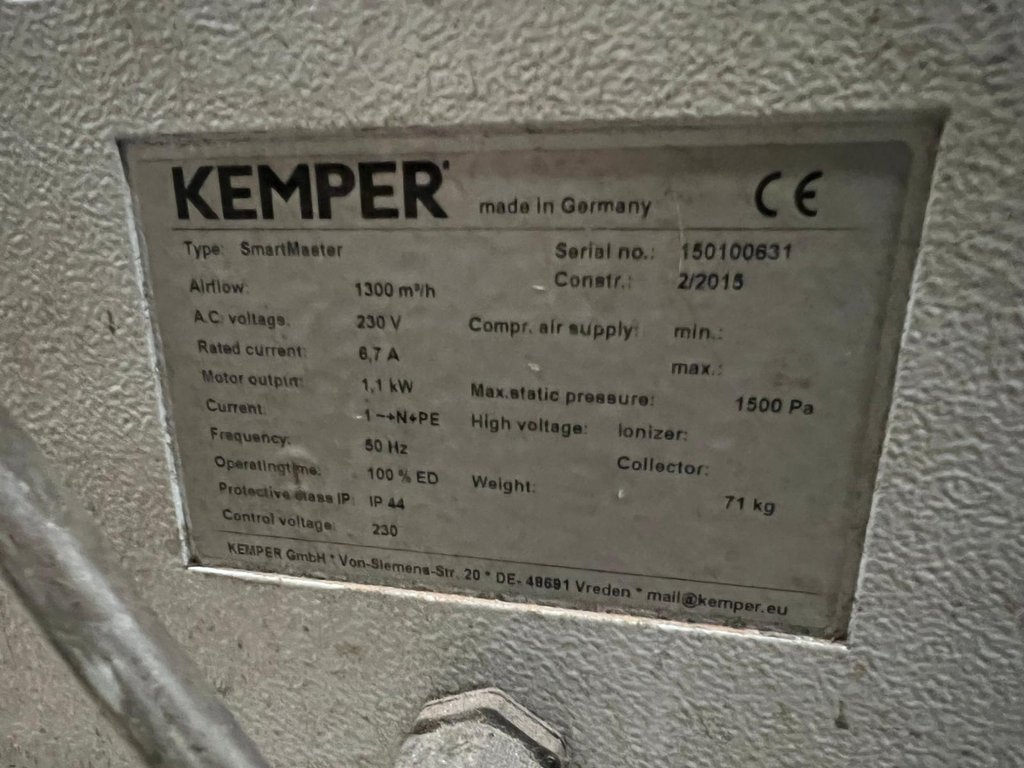 KEMPER made in Germany CE
Type: SmartMaster Serial no.: 150100631
Constr.: 2/2015
Airflow: 1300 m³/h
A.C. voltage: 230 V Compr. air supply: min.:
Rated current: 6,7 A max.:
Motor outpirt: 1,1 kW Max.static pressure: 1500 Pa
Current: 1~+N+PE High voltage: Ionizer:
Frequency: 50 Hz Collector:
Operatingtime: 100 % ED Weight: 71 kg
Protective class IP: IP 44
Control voltage: 230
KEMPER GmbH * Von-Siemens-Str. 20 * DE- 48691 Vreden * mail@kemper.eu